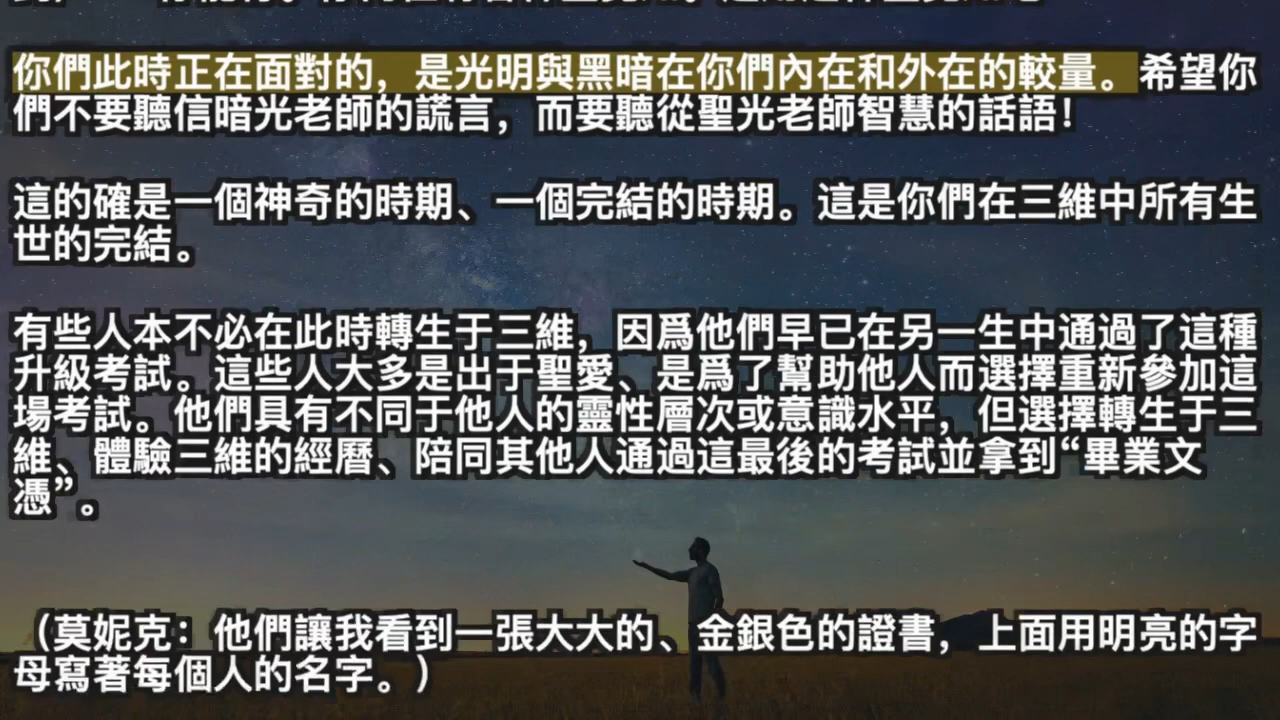 你們此時正在面對的，是光明與黑暗在你們內在和外在的較量。希望你
們不要聽信暗光老師的謊言，而要聽從聖光老師智慧的話語！
這的確是一個神奇的時期、一個完結的時期。這是你們在三維中所有生
世的完結。
有些人本不必在此時轉生于三維，因爲他們早已在另一生中通過了這種
升級考試。這些人大多是出于聖愛、是爲了幫助他人而選擇重新參加這
場考試。他們具有不同于他人的靈性層次或意識水平，但選擇轉生于三
維、體驗三維的經曆、陪同其他人通過這最後的考試並拿到“畢業文
憑”。
（莫妮克：他們讓我看到一張大大的、金銀色的證書，上面用明亮的字
母寫著每個人的名字。）